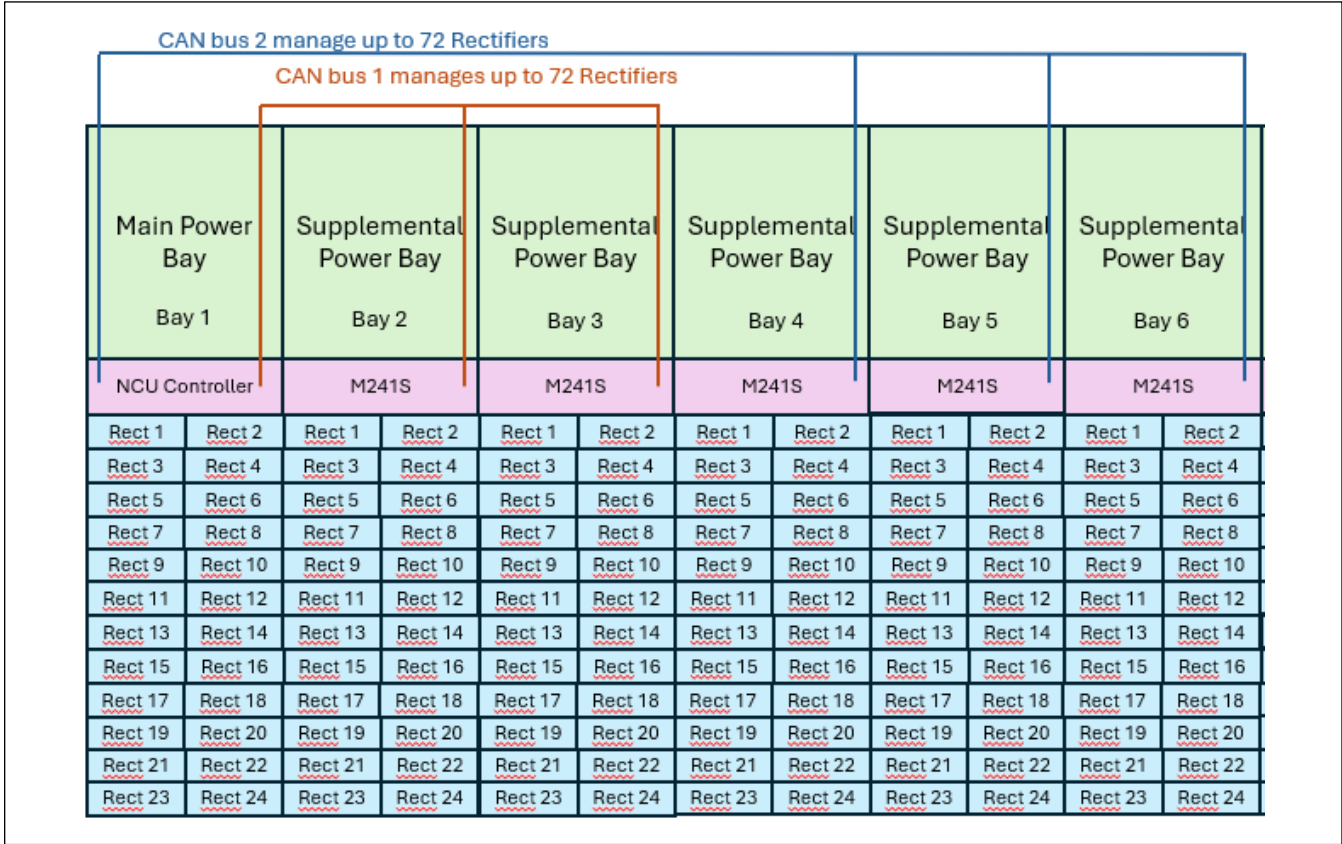 CAN bus 2 manage up to 72 Rectifiers
CAN bus 1 manages up to 72 Rectifiers
Main Power
Bay
Bay 1
Supplemental
Power Bay
Bay 2
Supplemental
Power Bay
Bay 3
Supplemental
Power Bay
Bay 4
Supplemental
Power Bay
Bay 5
Supplemental
Power Bay
Bay 6
NCU Controller M241S M241S M241S M241S M241S
Rect 1 Rect 2 Rect 1 Rect 2 Rect 1 Rect 2 Rect 1 Rect 2 Rect 1 Rect 2 Rect 1 Rect 2
Rect 3 Rect 4 Rect 3 Rect 4 Rect 3 Rect 4 Rect 3 Rect 4 Rect 3 Rect 4 Rect 3 Rect 4
Rect 5 Rect 6 Rect 5 Rect 6 Rect 5 Rect 6 Rect 5 Rect 6 Rect 5 Rect 6 Rect 5 Rect 6
Rect 7 Rect 8 Rect 7 Rect 8 Rect 7 Rect 8 Rect 7 Rect 8 Rect 7 Rect 8 Rect 7 Rect 8
Rect 9 Rect 10 Rect 9 Rect 10 Rect 9 Rect 10 Rect 9 Rect 10 Rect 9 Rect 10 Rect 9 Rect 10
Rect 11 Rect 12 Rect 11 Rect 12 Rect 11 Rect 12 Rect 11 Rect 12 Rect 11 Rect 12 Rect 11 Rect 12
Rect 13 Rect 14 Rect 13 Rect 14 Rect 13 Rect 14 Rect 13 Rect 14 Rect 13 Rect 14 Rect 13 Rect 14
Rect 15 Rect 16 Rect 15 Rect 16 Rect 15 Rect 16 Rect 15 Rect 16 Rect 15 Rect 16 Rect 15 Rect 16
Rect 17 Rect 18 Rect 17 Rect 18 Rect 17 Rect 18 Rect 17 Rect 18 Rect 17 Rect 18 Rect 17 Rect 18
Rect 19 Rect 20 Rect 19 Rect 20 Rect 19 Rect 20 Rect 19 Rect 20 Rect 19 Rect 20 Rect 19 Rect 20
Rect 21 Rect 22 Rect 21 Rect 22 Rect 21 Rect 22 Rect 21 Rect 22 Rect 21 Rect 22 Rect 21 Rect 22
Rect 23 Rect 24 Rect 23 Rect 24 Rect 23 Rect 24 Rect 23 Rect 24 Rect 23 Rect 24 Rect 23 Rect 24